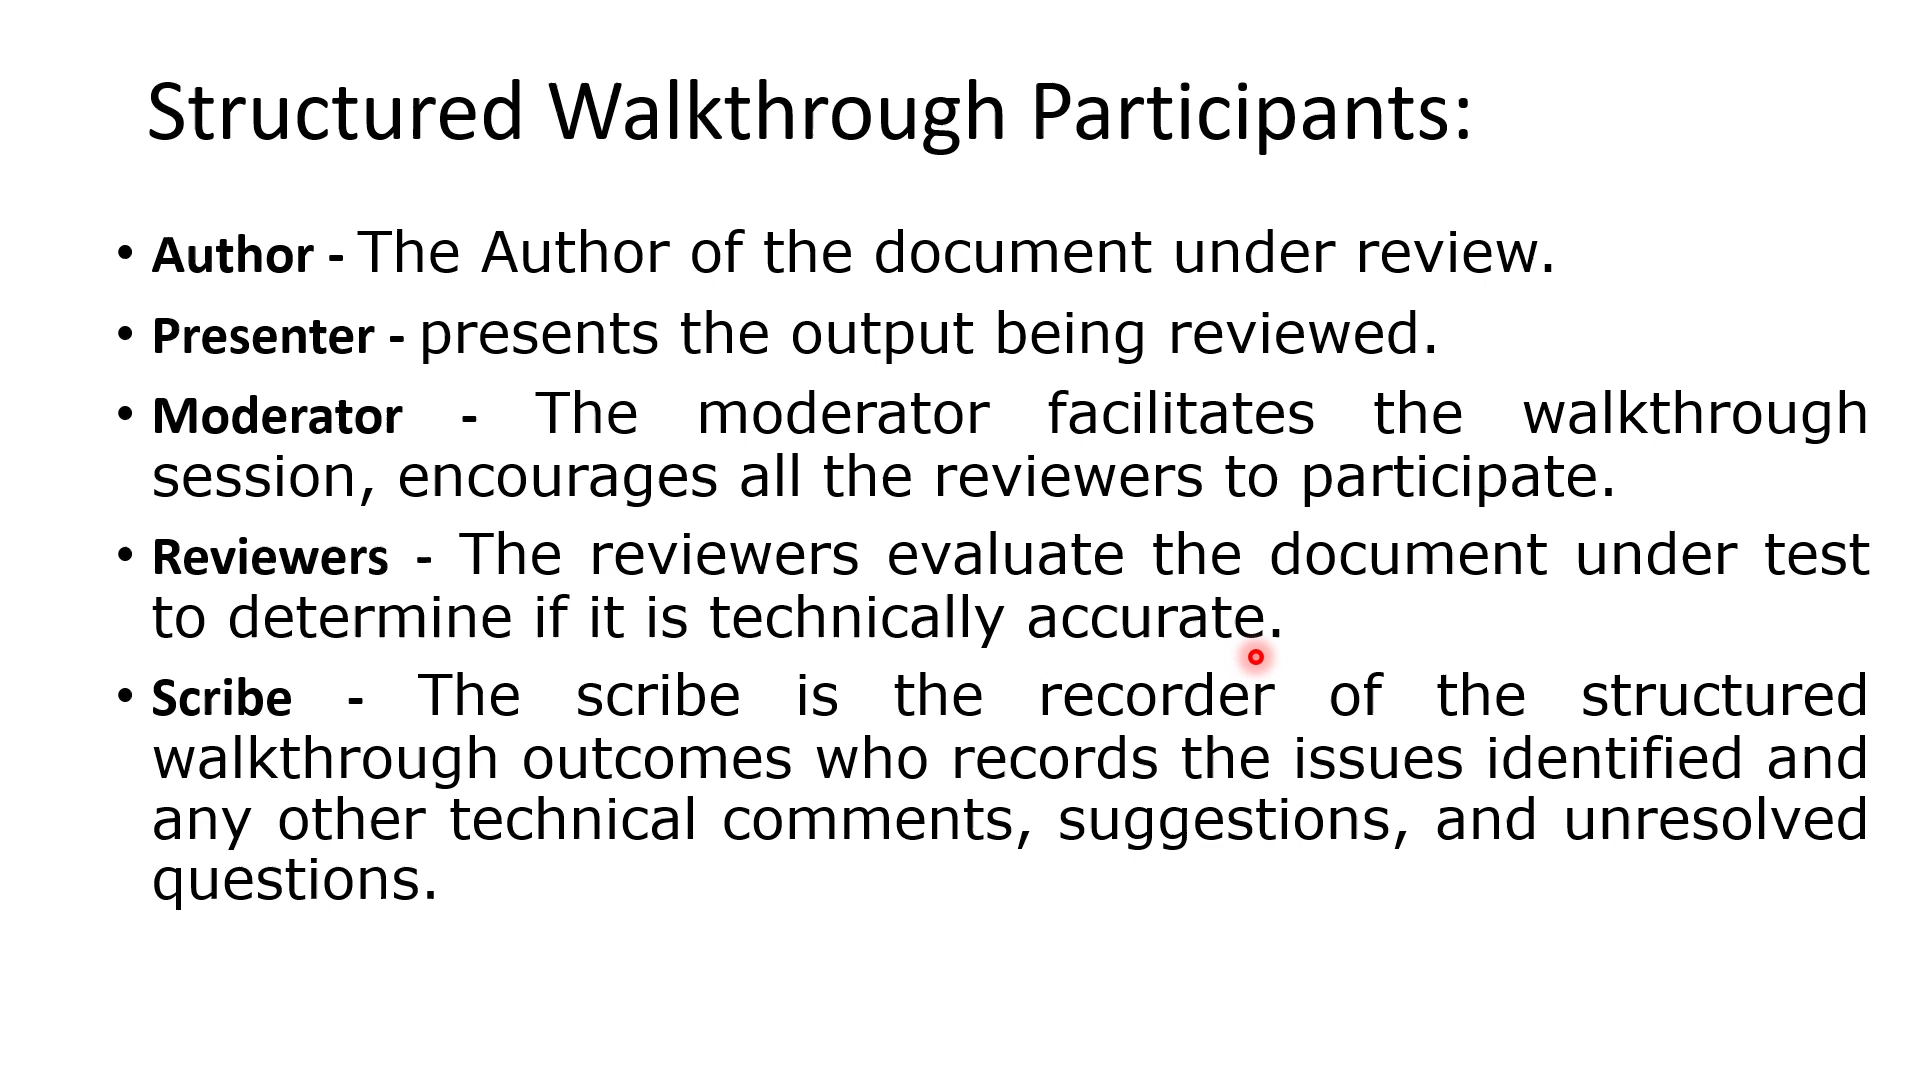 Structured Walkthrough Participants:
• Author - The Author of the document under review.
• Presenter - presents the output being reviewed.
• Moderator - The moderator facilitates the walkthrough
session, encourages all the reviewers to participate.
• Reviewers - The reviewers evaluate the document under test
to determine if it is technically accurate.
• Scribe - The scribe is the recorder of the structured
walkthrough outcomes who records the issues identified and
any other technical comments, suggestions, and unresolved
questions.